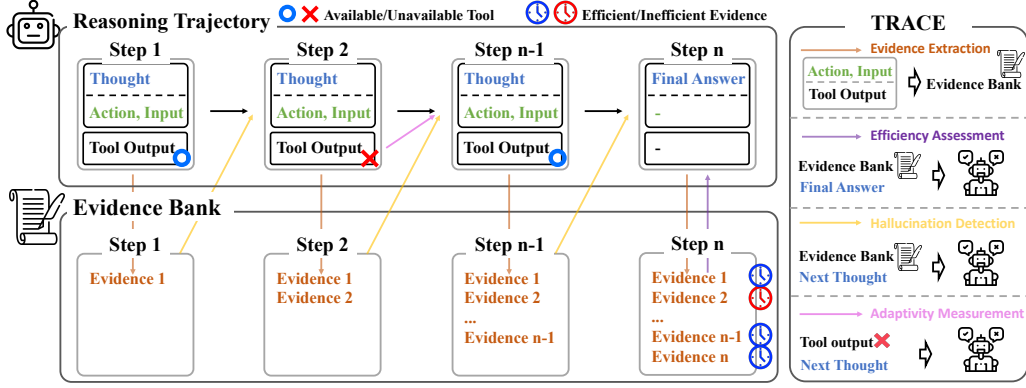 Reasoning Trajectory
Available/Unavailable Tool
Efficient/Inefficient Evidence
Step 1
Thought
Action, Input
Tool Output
Step 2
Thought
Action, Input
Tool Output
Step n-1
Thought
Action, Input
Tool Output
Step n
Final Answer
-
-
Evidence Bank
Step 1
Evidence 1
Step 2
Evidence 1
Evidence 2
Step n-1
Evidence 1
Evidence 2
...
Evidence n-1
Step n
Evidence 1
Evidence 2
...
Evidence n-1
Evidence n
TRACE
Evidence Extraction
Action, Input
Tool Output
Evidence Bank
Efficiency Assessment
Evidence Bank
Final Answer
Hallucination Detection
Evidence Bank
Next Thought
Adaptivity Measurement
Tool output
Next Thought